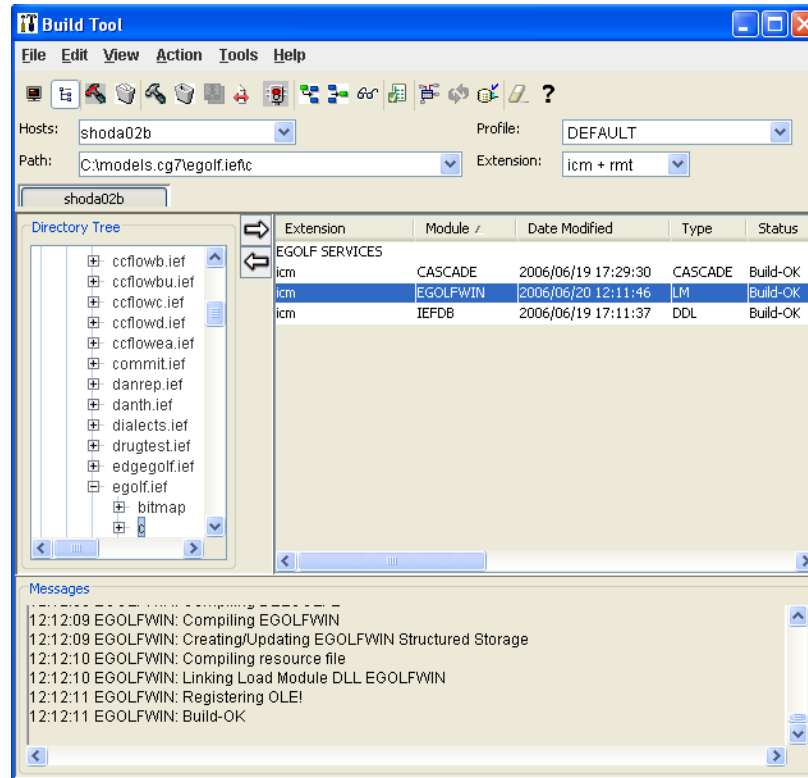 Build Tool
File Edit View Action Tools Help
Hosts: shoda02b Profile: DEFAULT
Path: C:\models.cg7\egolf.ief\c Extension: icm + rmt
shoda02b
Directory Tree
ccflowb.ief
ccflowbu.ief
ccflowc.ief
ccflowd.ief
ccflowea.ief
commit.ief
danrep.ief
danth.ief
dialects.ief
drugtest.ief
edgegolf.ief
egolf.ief
bitmap
c
Extension Module Date Modified Type Status
EGOLF SERVICES
icm CASCADE 2006/06/19 17:29:30 CASCADE Build-OK
icm EGOLFWIN 2006/06/20 12:11:46 LM Build-OK
icm IEFDB 2006/06/19 17:11:37 DDL Build-OK
Messages
12:12:09 EGOLFWIN: Compiling EGOLFWIN
12:12:09 EGOLFWIN: Creating/Updating EGOLFWIN Structured Storage
12:12:10 EGOLFWIN: Compiling resource file
12:12:10 EGOLFWIN: Linking Load Module DLL EGOLFWIN
12:12:11 EGOLFWIN: Registering OLE!
12:12:11 EGOLFWIN: Build-OK